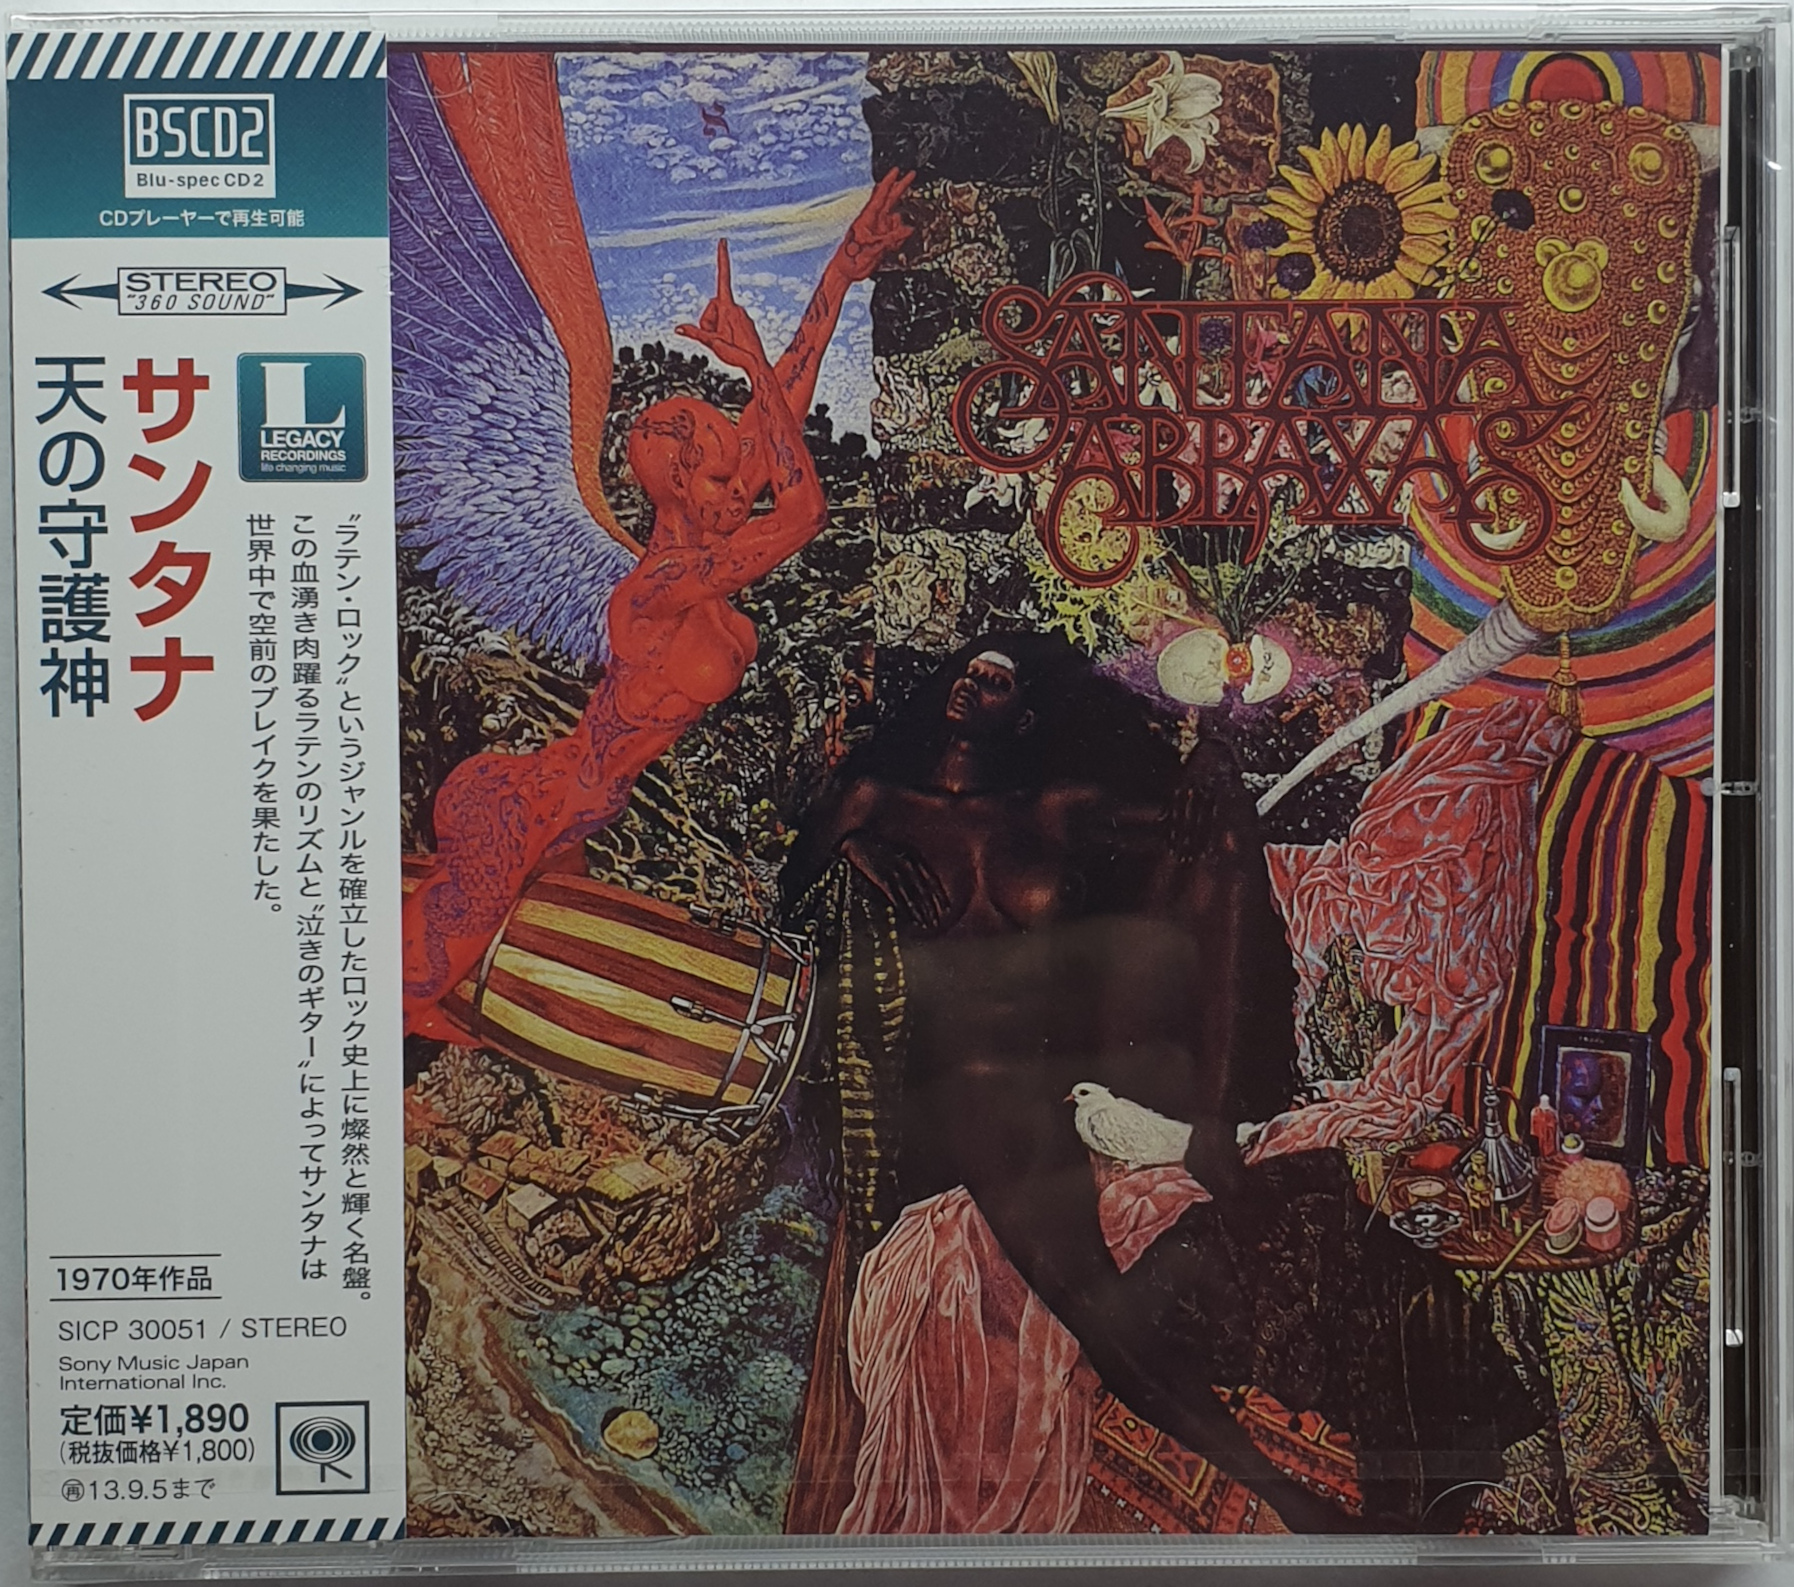 BSCD2
Blu-spec CD2
CDプレーヤーで再生可能
STEREO
"360 SOUND"
L
LEGACY
RECORDINGS
life changing music
サンタナ
天の守護神
〝ラテン・ロック〟というジャンルを確立したロック史上に燦然と輝く名盤。
この血湧き肉躍るラテンのリズムと〝泣きのギター〟によってサンタナは
世界中で空前のブレイクを果たした。
1970年作品
SICP 30051 / STEREO
Sony Music Japan
International Inc.
定価¥1,890
(税抜価格¥1,800)
㊢13.9.5まで
SANTANA
ABRAXAS